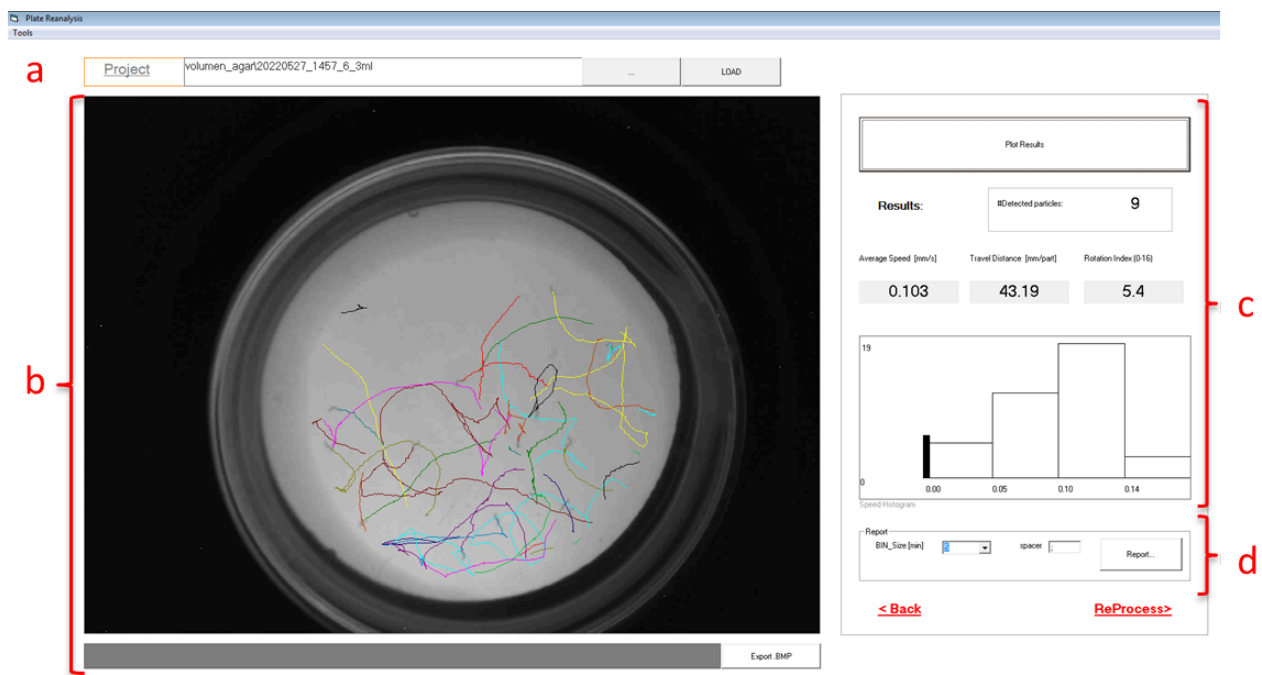 Plate Reanalysis
Tools
a
Project
volumen_agar\20220527_1457_6_3ml
...
LOAD
b
Plot Results
Results:
#Detected particles:
9
Average Speed [mm/s]
Travel Distance [mm/part]
Rotation Index (0-16)
0.103
43.19
5.4
c
19
0
0.00
0.05
0.10
0.14
Speed Histogram
Report
BIN_Size [min]
spacer
;
Report...
d
< Back
ReProcess>
Export .BMP